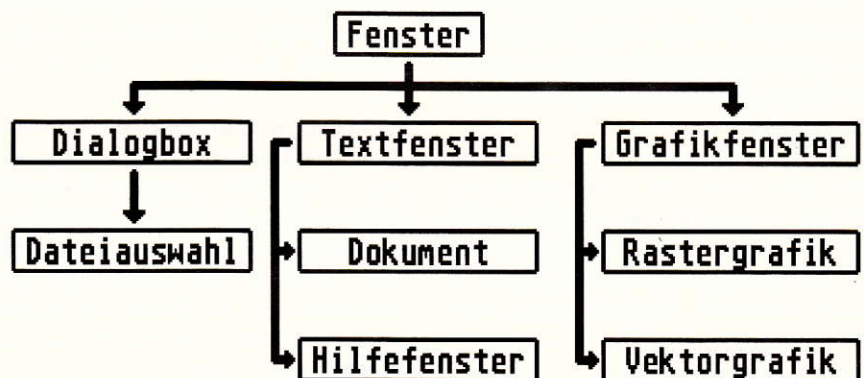 Fenster
Dialogbox Textfenster Grafikfenster
Dateiauswahl Dokument Rastergrafik
Hilfefenster Vektorgrafik